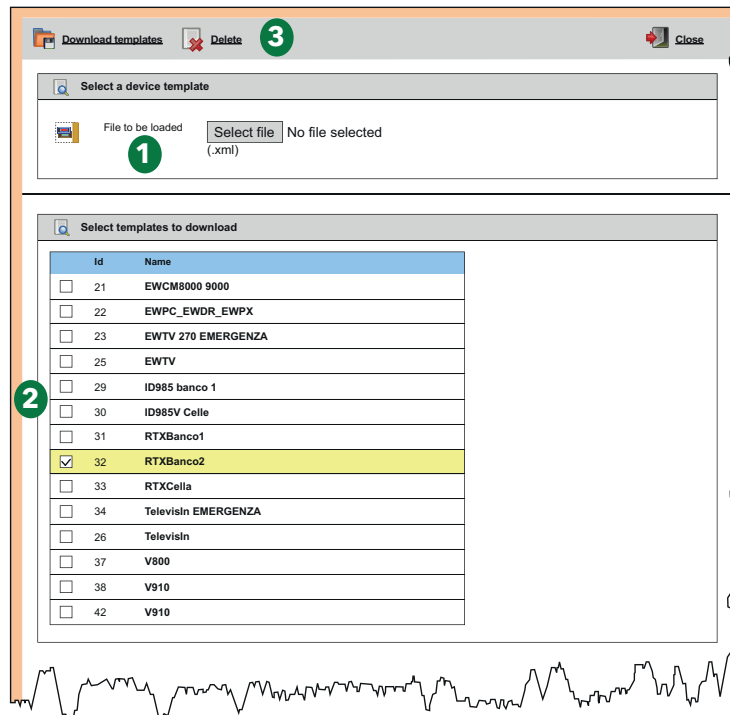 Download templates Delete 3 Close
Select a device template
File to be loaded Select file No file selected
1 (.xml)
Select templates to download
Id Name
21 EWCM8000 9000
22 EWPC_EWDR_EWPX
23 EWTV 270 EMERGENZA
25 EWTV
29 ID985 banco 1
2
30 ID985V Celle
31 RTXBanco1
32 RTXBanco2
33 RTXCella
34 TelevisIn EMERGENZA
26 TelevisIn
37 V800
38 V910
42 V910